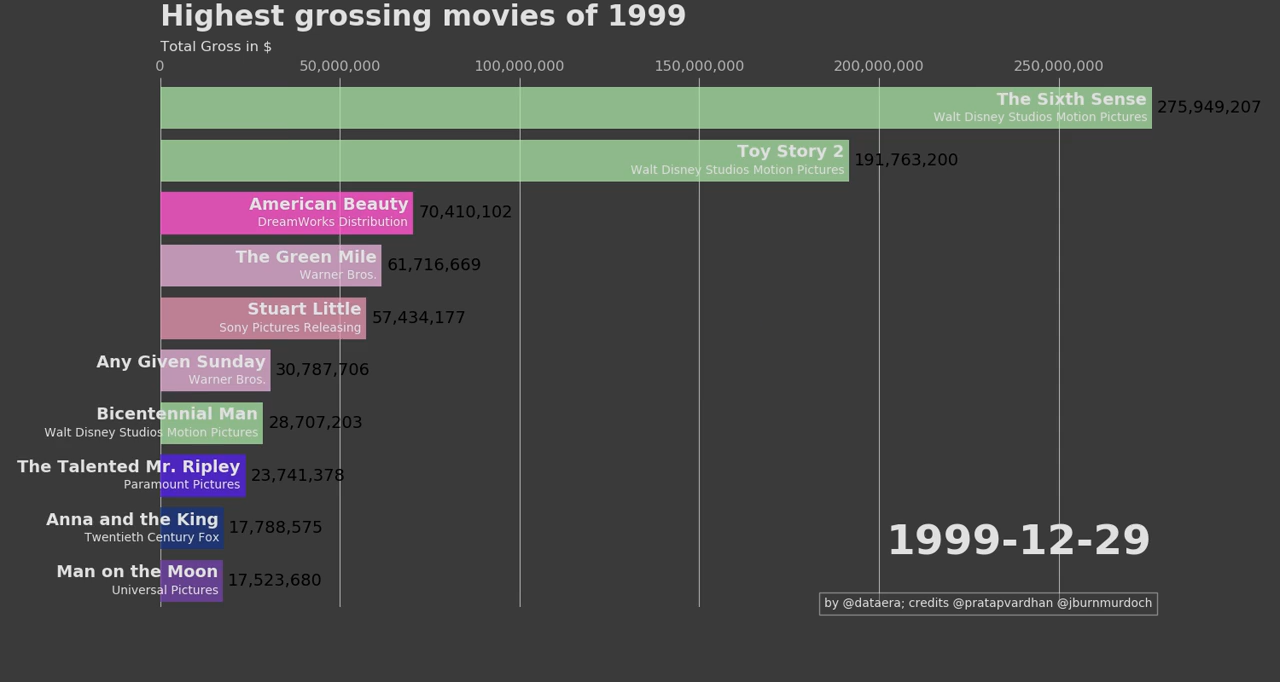 Highest grossing movies of 1999
Total Gross in $
0 50,000,000 100,000,000 150,000,000 200,000,000 250,000,000
The Sixth Sense
Walt Disney Studios Motion Pictures
275,949,207
Toy Story 2
Walt Disney Studios Motion Pictures
191,763,200
American Beauty
DreamWorks Distribution
70,410,102
The Green Mile
Warner Bros.
61,716,669
Stuart Little
Sony Pictures Releasing
57,434,177
Any Given Sunday
Warner Bros.
30,787,706
Bicentennial Man
Walt Disney Studios Motion Pictures
28,707,203
The Talented Mr. Ripley
Paramount Pictures
23,741,378
Anna and the King
Twentieth Century Fox
17,788,575
Man on the Moon
Universal Pictures
17,523,680
1999-12-29
by @dataera; credits @pratapvardhan @jburnmurdoch